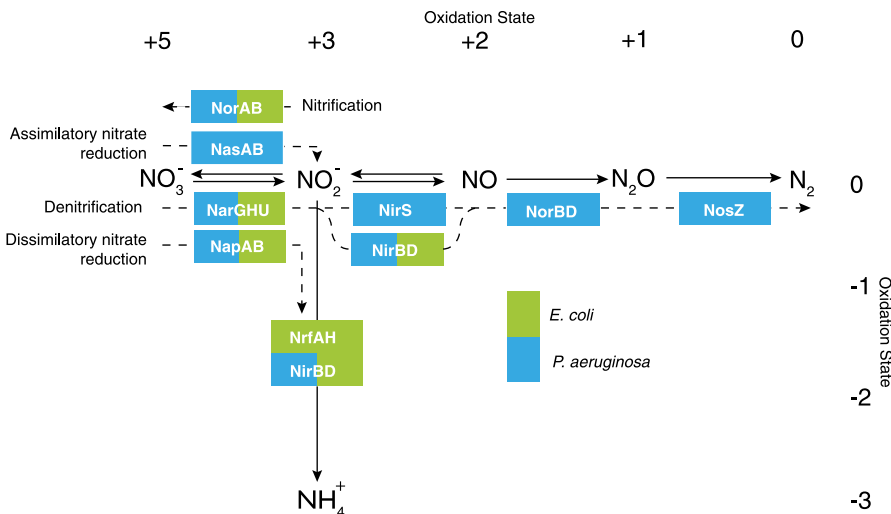 Oxidation State
+5 +3 +2 +1 0
NorAB Nitrification
Assimilatory nitrate
reduction
NasAB
NO₃⁻ NO₂⁻ NO N₂O N₂ 0
Denitrification NarGHU NirS NorBD NosZ
Dissimilatory nitrate
reduction
NapAB NirBD
-1
Oxidation State
E. coli
NrfAH
P. aeruginosa
NirBD
-2
NH₄⁺ -3